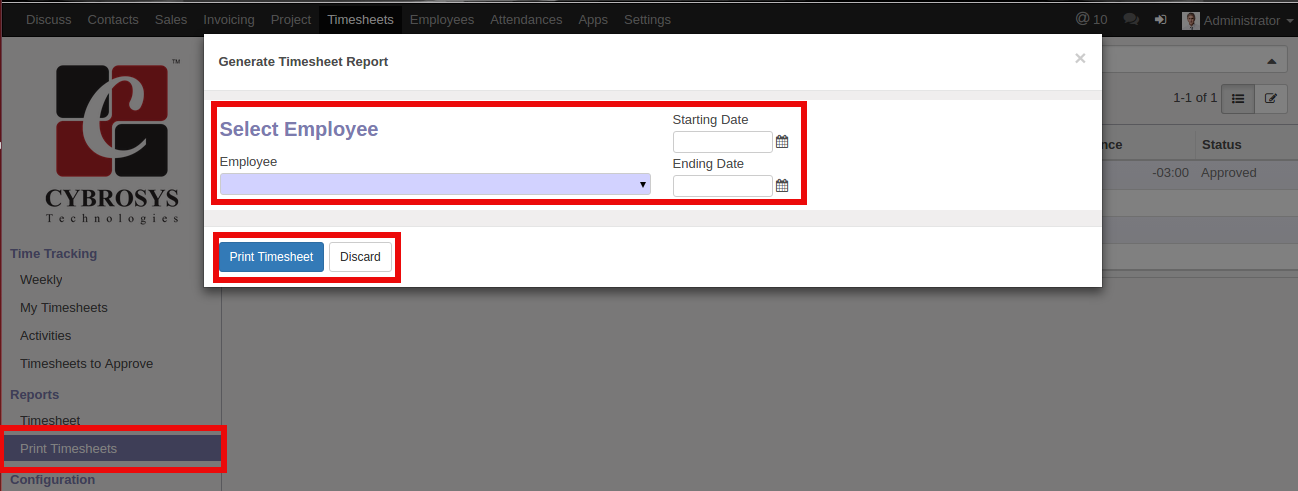 Discuss Contacts Sales Invoicing Project Timesheets Employees Attendances Apps Settings @ 10 Administrator
Generate Timesheet Report ×
Select Employee
Employee
Starting Date
Ending Date
Print Timesheet Discard
1-1 of 1
nce Status
-03:00 Approved
C
TM
CYBROSYS
Technologies
Time Tracking
Weekly
My Timesheets
Activities
Timesheets to Approve
Reports
Timesheet
Print Timesheets
Configuration